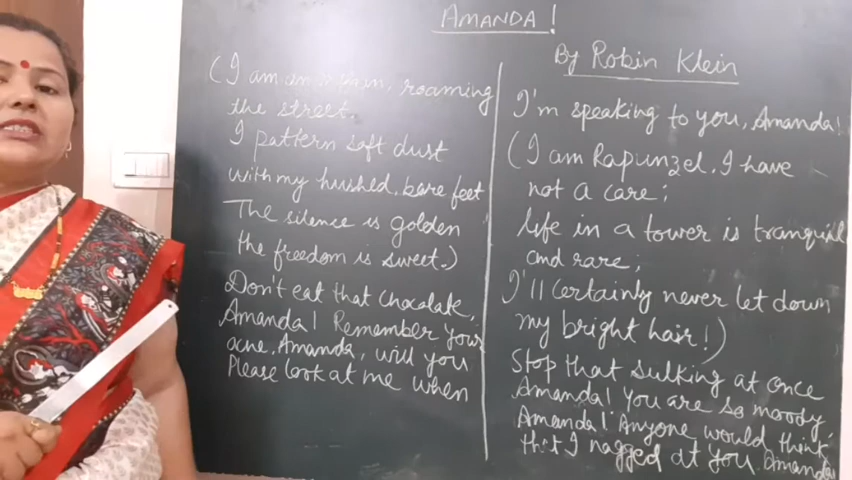 AMANDA!
By Robin Klein
(I am an orphan, roaming
the street.
I pattern soft dust
with my hushed, bare feet
The silence is golden
the freedom is sweet.)
Don't eat that chocalate,
Amanda! Remember your
acne, Amanda, will you
Please look at me when
I'm speaking to you, Amanda!
(I am Rapunzel, I have
not a care;
life in a tower is tranquil
and rare;
I'll certainly never let down
my bright hair!)
Stop that sulking at once
Amanda! You are so moody
Amanda! Anyone would think
that I nagged at you, Amanda!